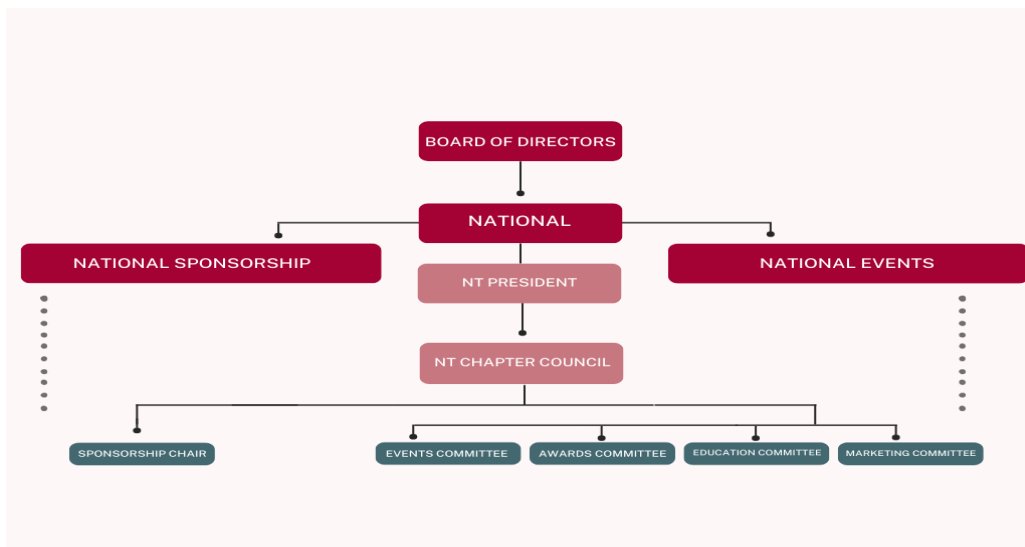 BOARD OF DIRECTORS
NATIONAL
NATIONAL SPONSORSHIP
NATIONAL EVENTS
NT PRESIDENT
NT CHAPTER COUNCIL
SPONSORSHIP CHAIR
EVENTS COMMITTEE
AWARDS COMMITTEE
EDUCATION COMMITTEE
MARKETING COMMITTEE